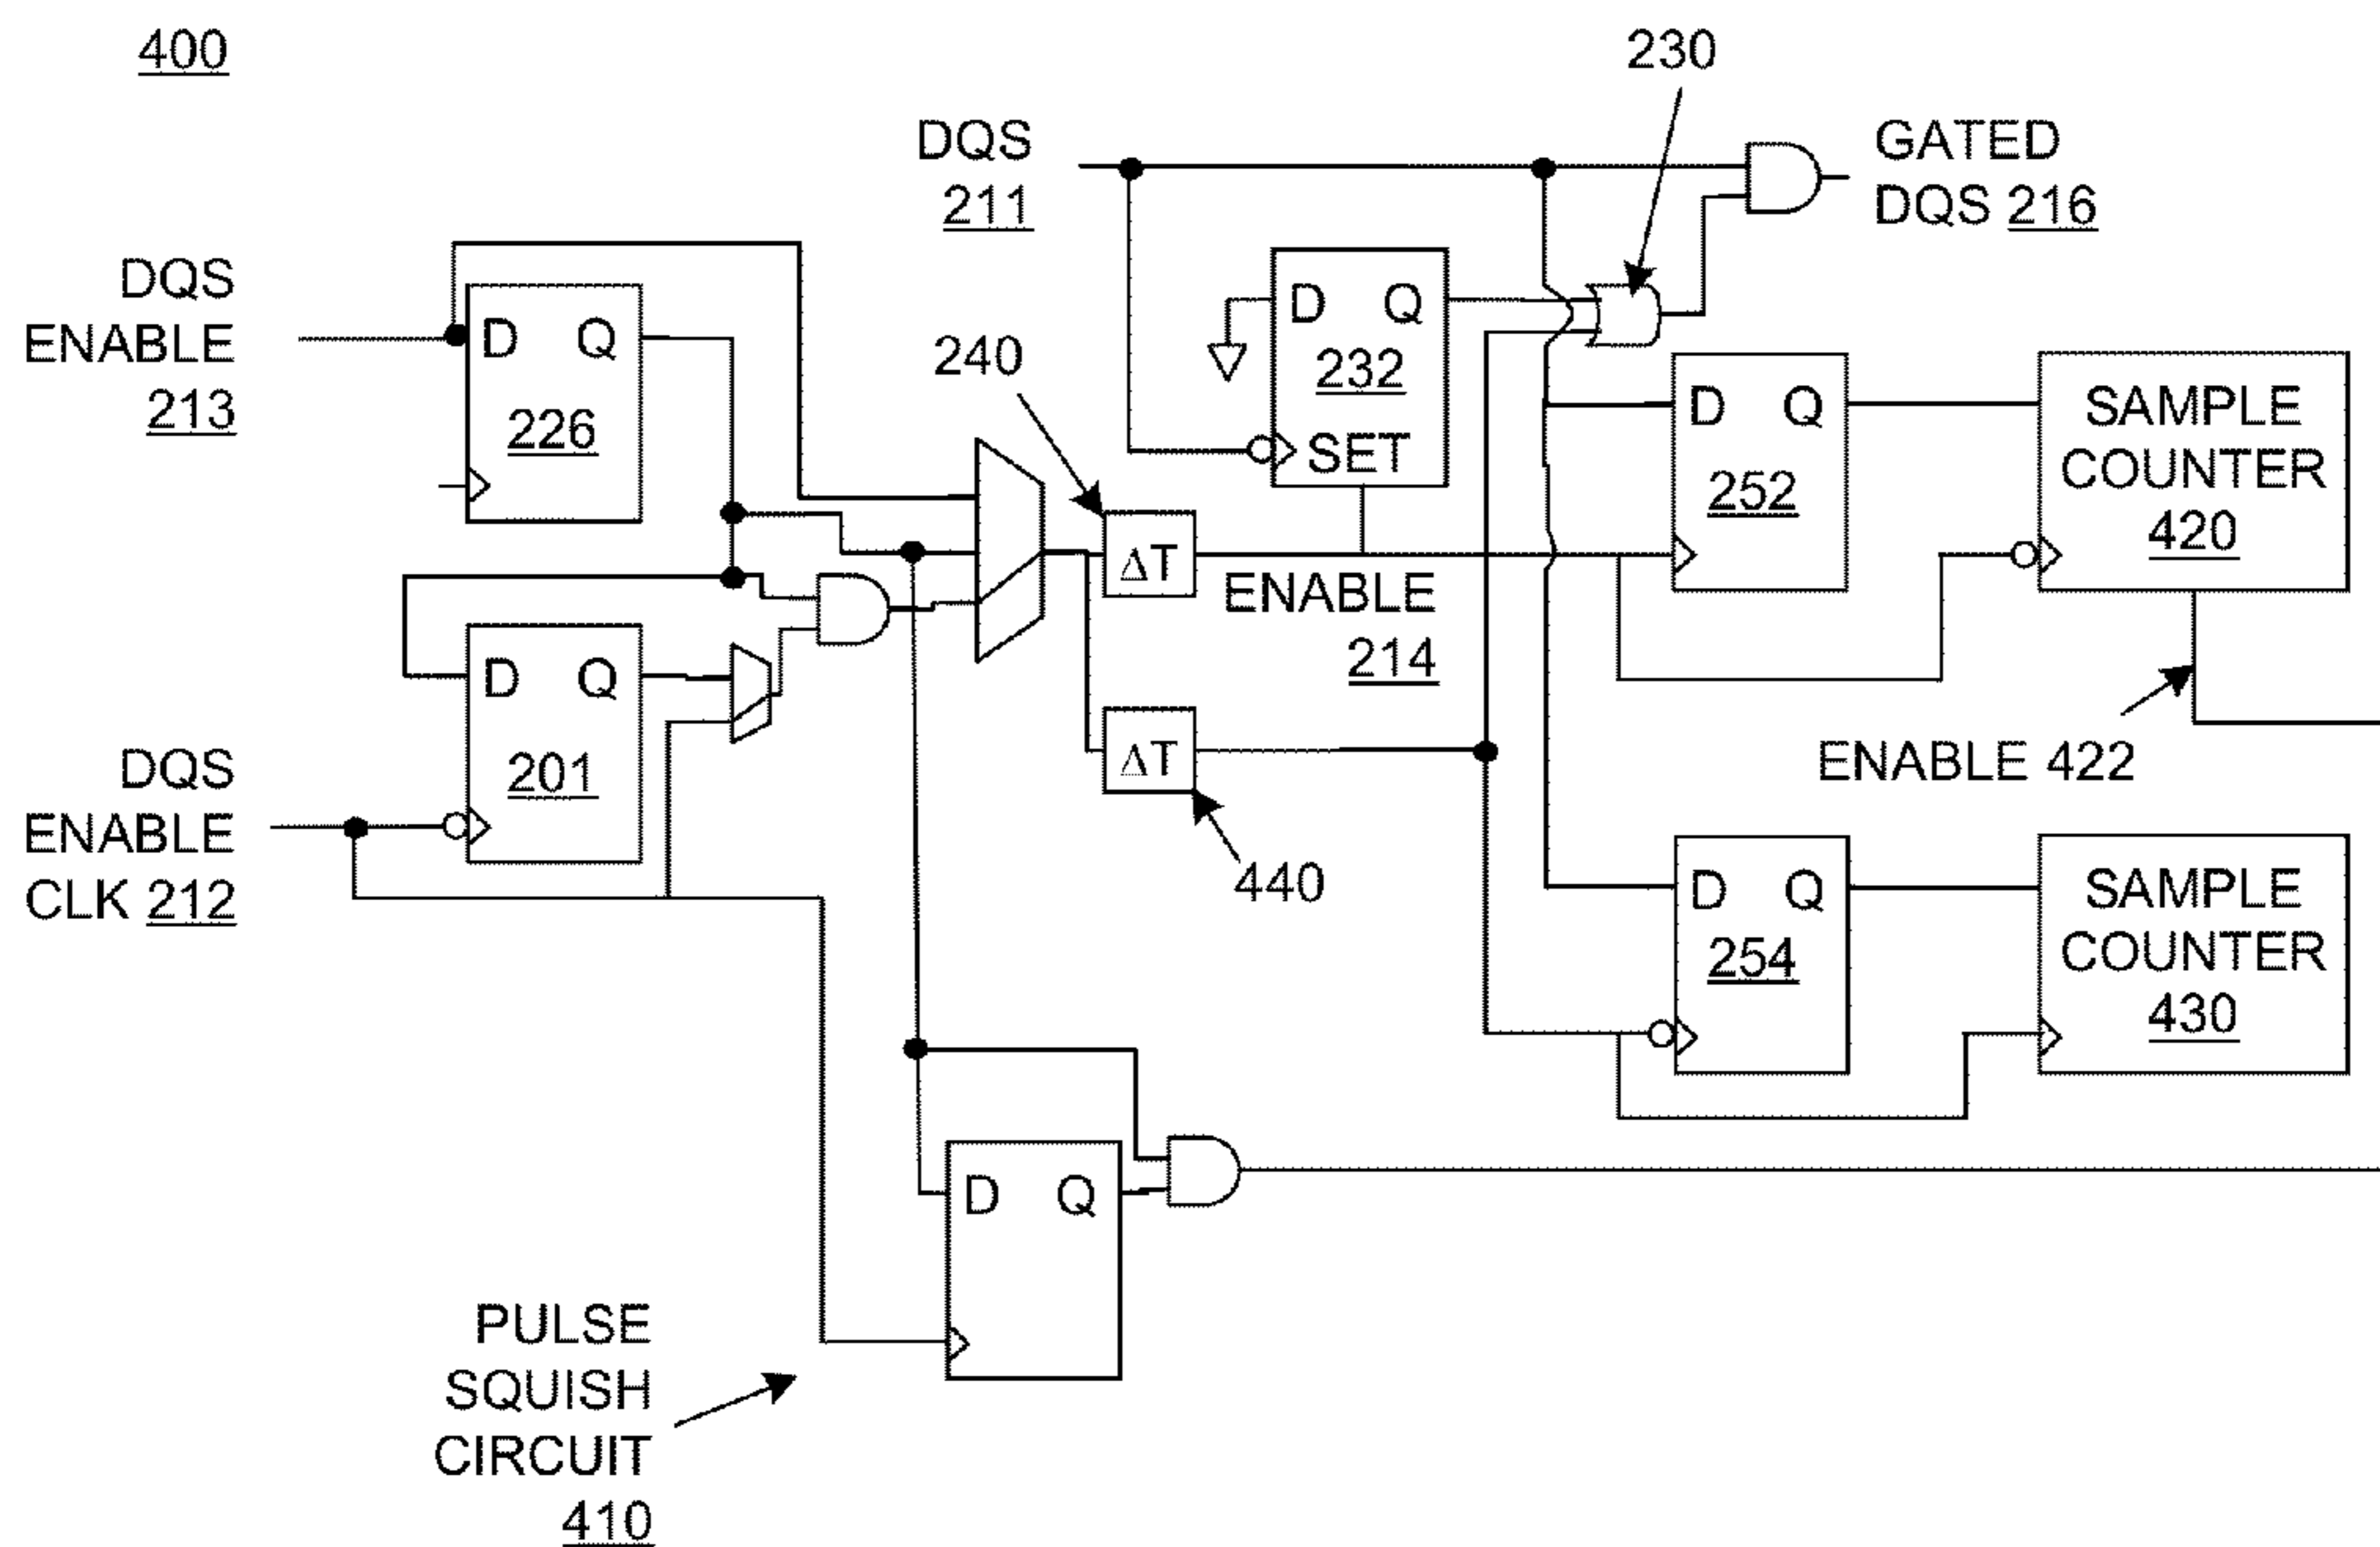 400
230
DQS
211
GATED
DQS 216
DQS
ENABLE
213
D Q
226
240
D Q
232
SET
D Q
252
SAMPLE
COUNTER
420
ΔT
ENABLE
214
D Q
201
DQS
ENABLE
CLK 212
ΔT
440
ENABLE 422
D Q
254
SAMPLE
COUNTER
430
D Q
PULSE
SQUISH
CIRCUIT
410